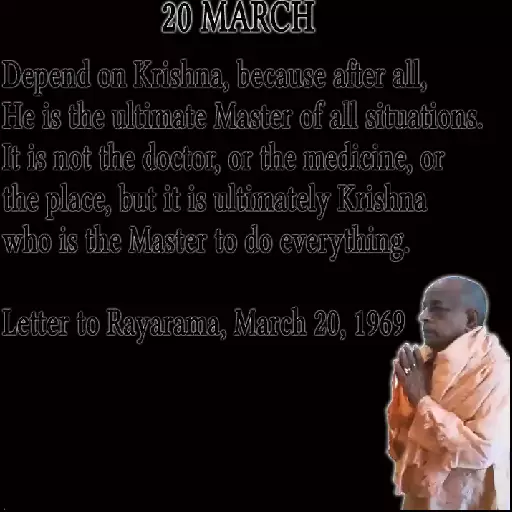 20 MARCH
Depend on Krishna, because after all,
He is the ultimate Master of all situations.
It is not the doctor, or the medicine, or
the place, but it is ultimately Krishna
who is the Master to do everything.
Letter to Rayarama, March 20, 1969